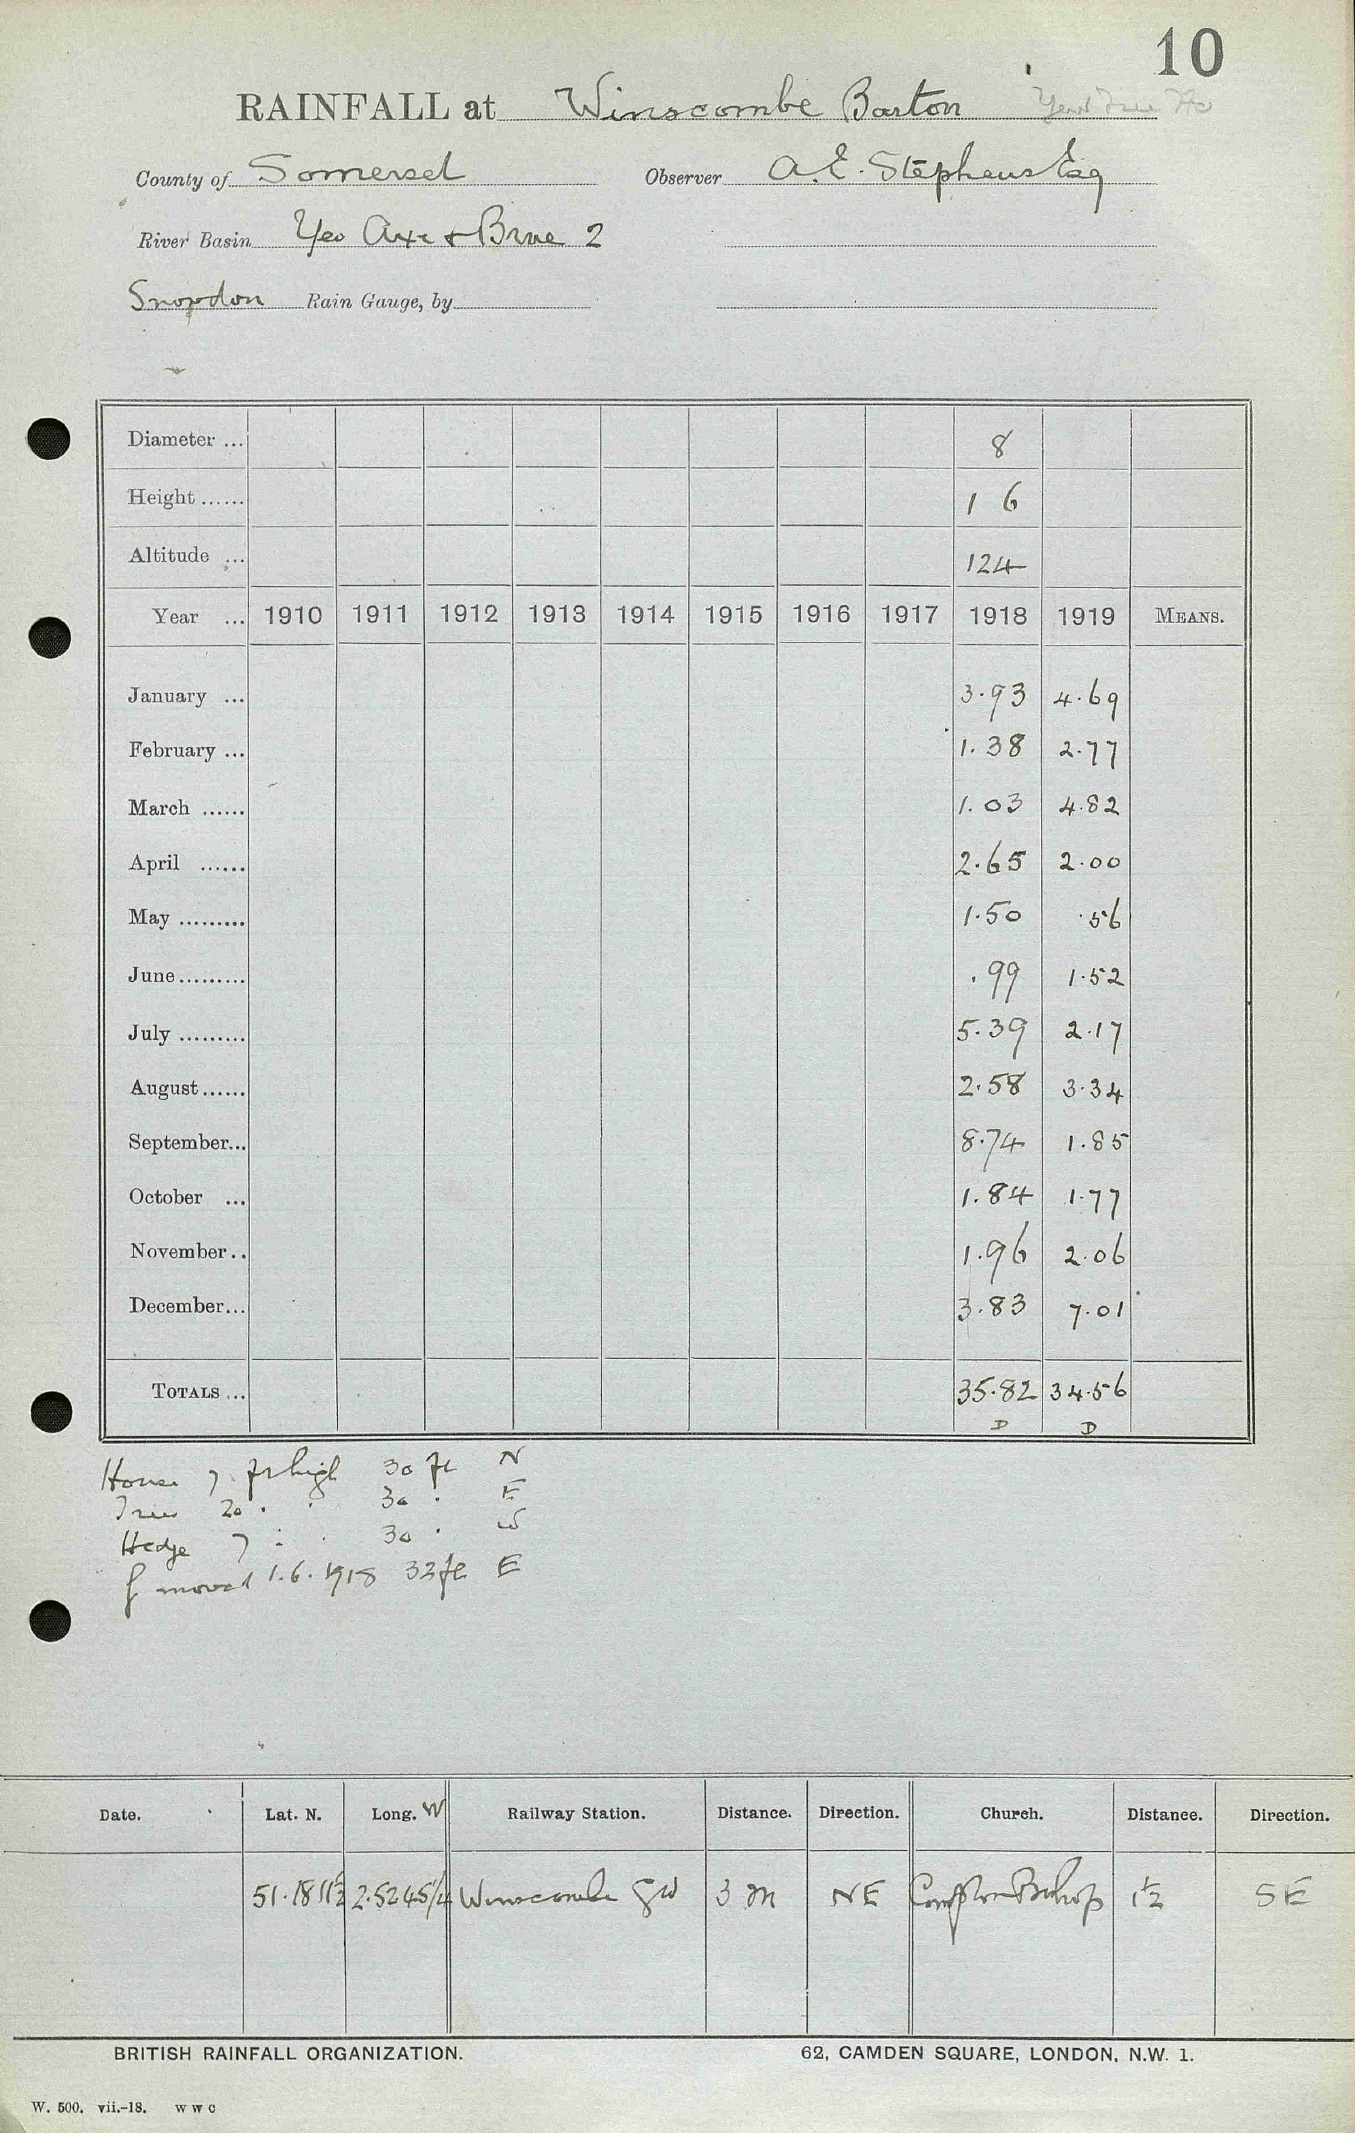 10
RAINFALL at Winscombe Barton Yew Tree Ho
County of Somerset Observer A.E. Stephens Esq
River Basin Yeo Axe & Brue 2
Snowdon Rain Gauge, by
Diameter ... 8
Height ...... 1 6
Altitude ... 124
Year ... 1910 1911 1912 1913 1914 1915 1916 1917 1918 1919 MEANS.
January ... 3.93 4.69
February ... 1.38 2.77
March ...... 1.03 4.82
April ...... 2.65 2.00
May ......... 1.50 .56
June ......... .99 1.52
July ......... 5.39 2.17
August ...... 2.58 3.34
September... 8.74 1.85
October ... 1.84 1.77
November.. 1.96 2.06
December... 3.83 7.01
TOTALS ... 35.82 34.56
D D
House 7 ft high 30 ft N
Tree 20 " " 30 " E
Hedge 7 " " 30 " W
moved 1.6.1918 32 ft E
Date. Lat. N. Long. W Railway Station. Distance. Direction. Church. Distance. Direction.
51.18 11½ 2.52 45¼ Winscombe GW 3 m NE Compton Bishop 1½ SE
BRITISH RAINFALL ORGANIZATION. 62, CAMDEN SQUARE, LONDON, N.W. 1.
W. 500. vii.-18. W W C